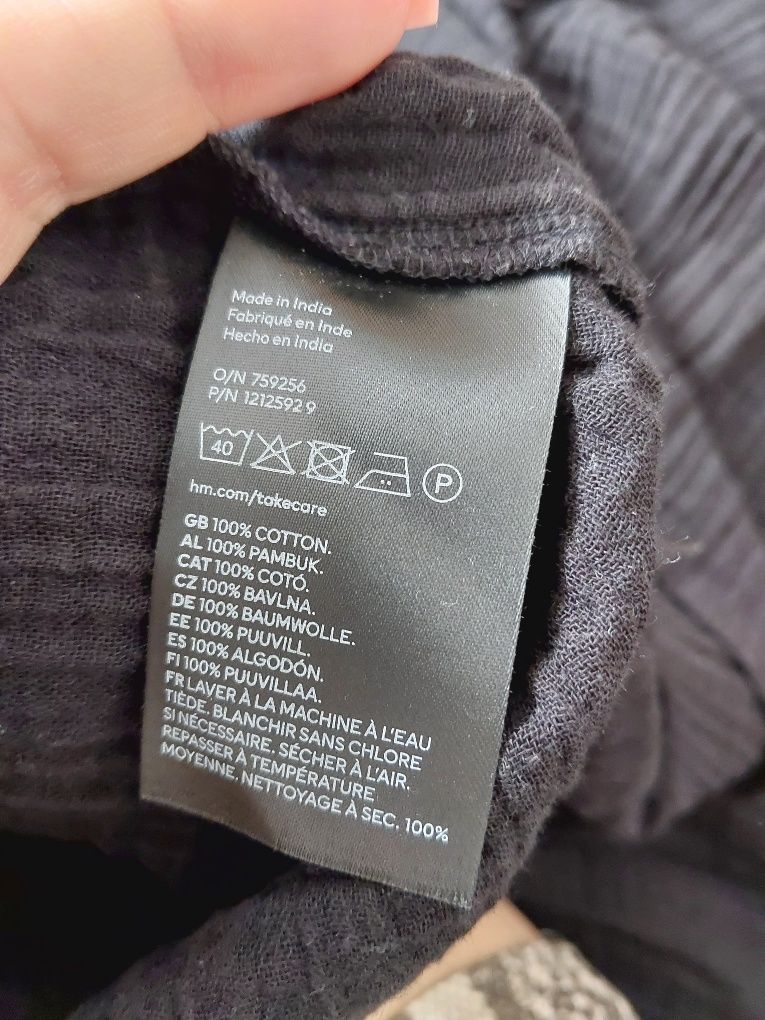 Made in India
Fabriqué en Inde
Hecho en india
O/N 759256
P/N 1212592 9
40
P
hm.com/takecare
GB 100% COTTON.
AL 100% PAMBUK.
CAT 100% COTÓ.
CZ 100% BAVLNA.
DE 100% BAUMWOLLE.
EE 100% PUUVILL.
ES 100% ALGODÓN.
FI 100% PUUVILLAA.
FR LAVER À LA MACHINE À L'EAU
TIÈDE. BLANCHIR SANS CHLORE
SI NÉCESSAIRE. SÉCHER À L'AIR.
REPASSER À TEMPÉRATURE
MOYENNE. NETTOYAGE À SEC. 100%